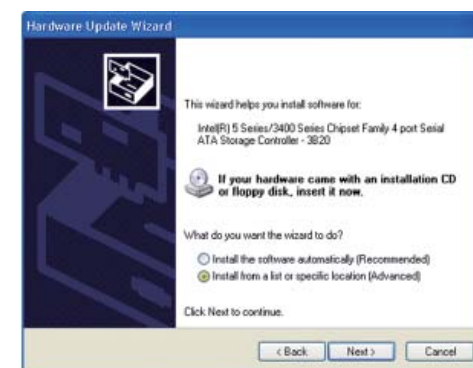 Hardware Update Wizard
This wizard helps you install software for:
Intel(R) 5 Series/3400 Series Chipset Family 4 port Serial
ATA Storage Controller - 3B20
If your hardware came with an installation CD
or floppy disk, insert it now.
What do you want the wizard to do?
Install the software automatically (Recommended)
Install from a list or specific location (Advanced)
Click Next to continue.
< Back Next > Cancel